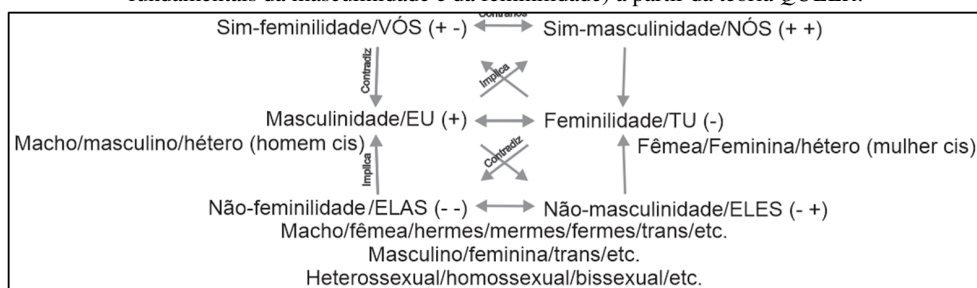 fundamentais da masculinidade e da feminilidade) a partir da teoria QUEER.
Contrários
Sim-feminilidade/VÓS (+ -) Sim-masculinidade/NÓS (+ +)
Contradiz
Implica
Masculinidade/EU (+) Feminilidade/TU (-)
Macho/masculino/hétero (homem cis) Fêmea/Feminina/hétero (mulher cis)
Contradiz
Implica
Não-feminilidade/ELAS (- -) Não-masculinidade/ELES (- +)
Macho/fêmea/hermes/mermes/fermes/trans/etc.
Masculino/feminina/trans/etc.
Heterossexual/homossexual/bissexual/etc.